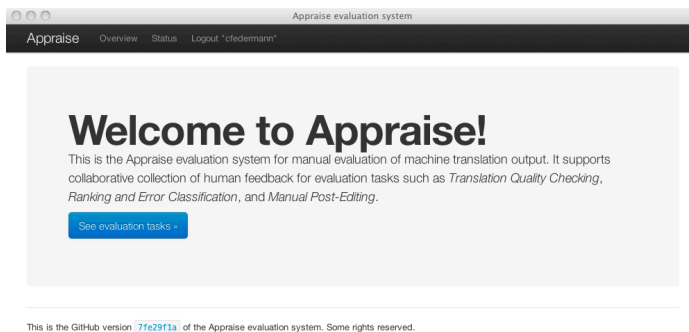 Appraise evaluation system
Appraise Overview Status Logout "cfedermann"
Welcome to Appraise!
This is the Appraise evaluation system for manual evaluation of machine translation output. It supports
collaborative collection of human feedback for evaluation tasks such as Translation Quality Checking,
Ranking and Error Classification, and Manual Post-Editing.
See evaluation tasks »
This is the GitHub version 7fe29f1a of the Appraise evaluation system. Some rights reserved.